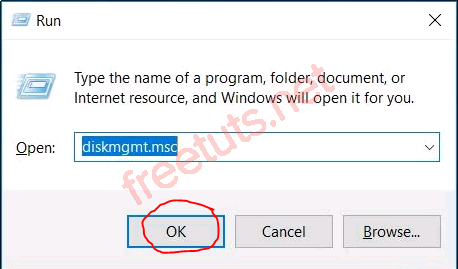 Run
Type the name of a program, folder, document, or
Internet resource, and Windows will open it for you.
Open: diskmgmt.msc
freetuts.net
OK Cancel Browse...